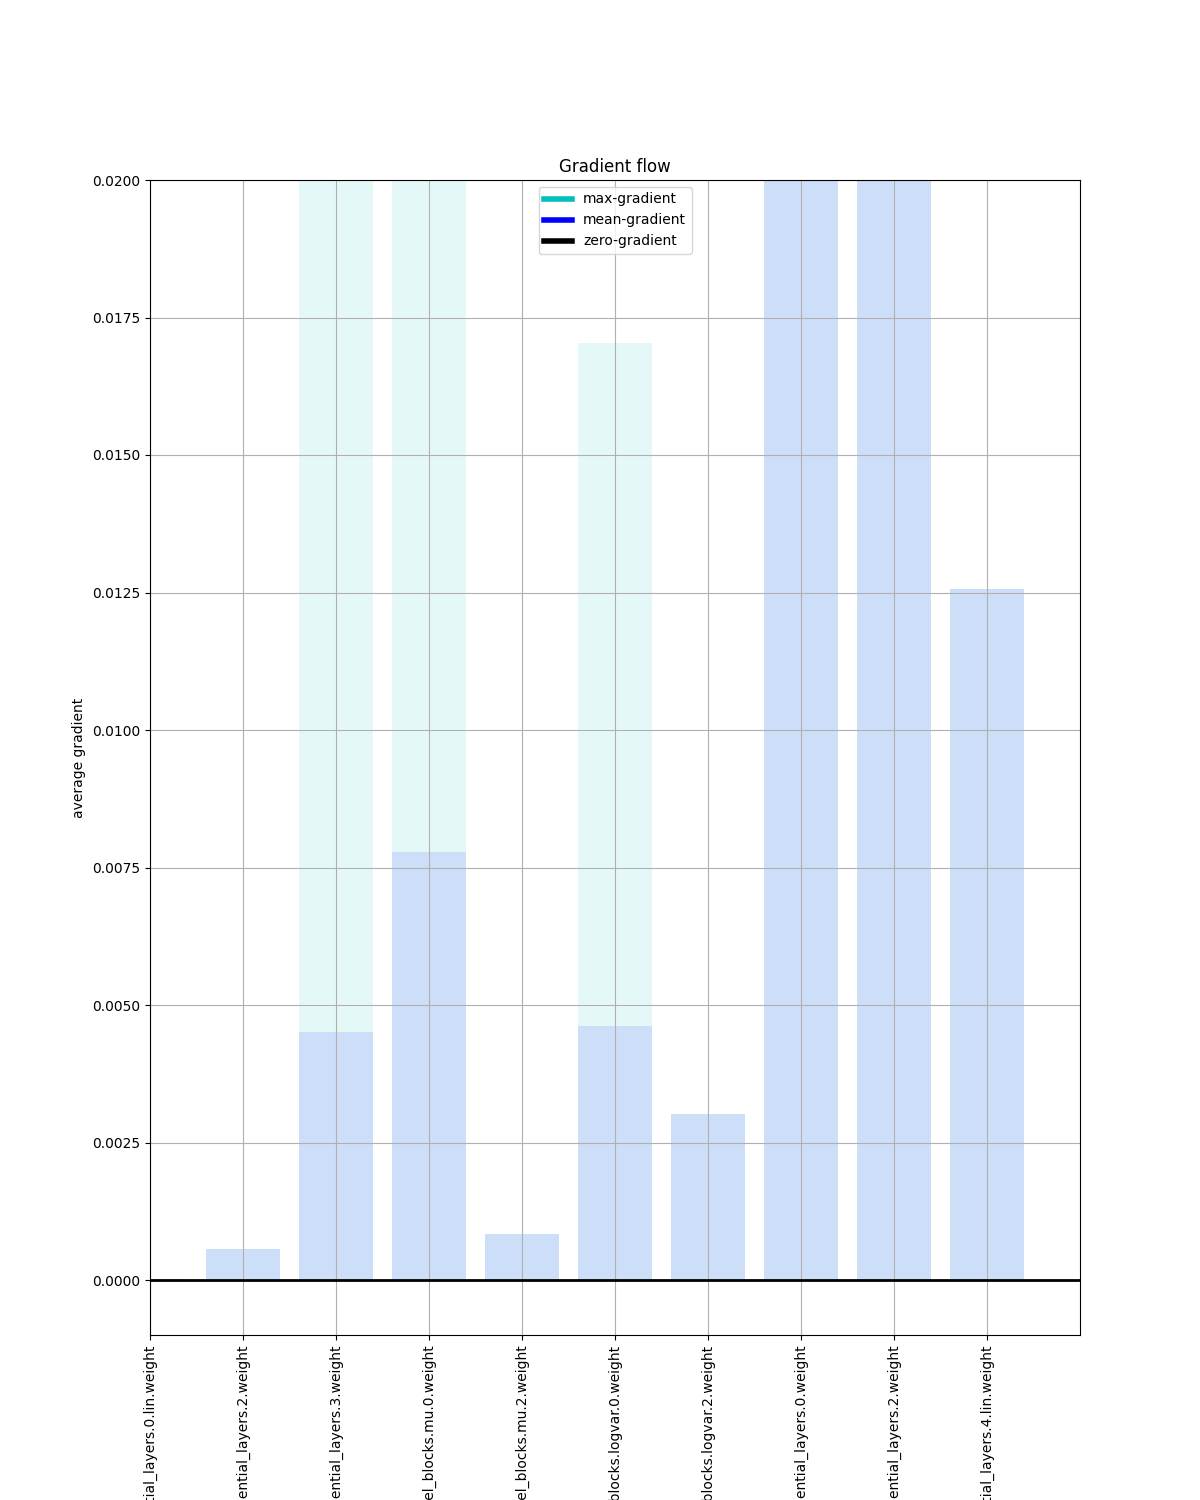 Gradient flow
max-gradient
mean-gradient
zero-gradient
0.0200
0.0175
0.0150
0.0125
0.0100
0.0075
0.0050
0.0025
0.0000
average gradient
tial_layers.0.lin.weight
ential_layers.2.weight
ential_layers.3.weight
el_blocks.mu.0.weight
el_blocks.mu.2.weight
blocks.logvar.0.weight
blocks.logvar.2.weight
ential_layers.0.weight
ential_layers.2.weight
tial_layers.4.lin.weight